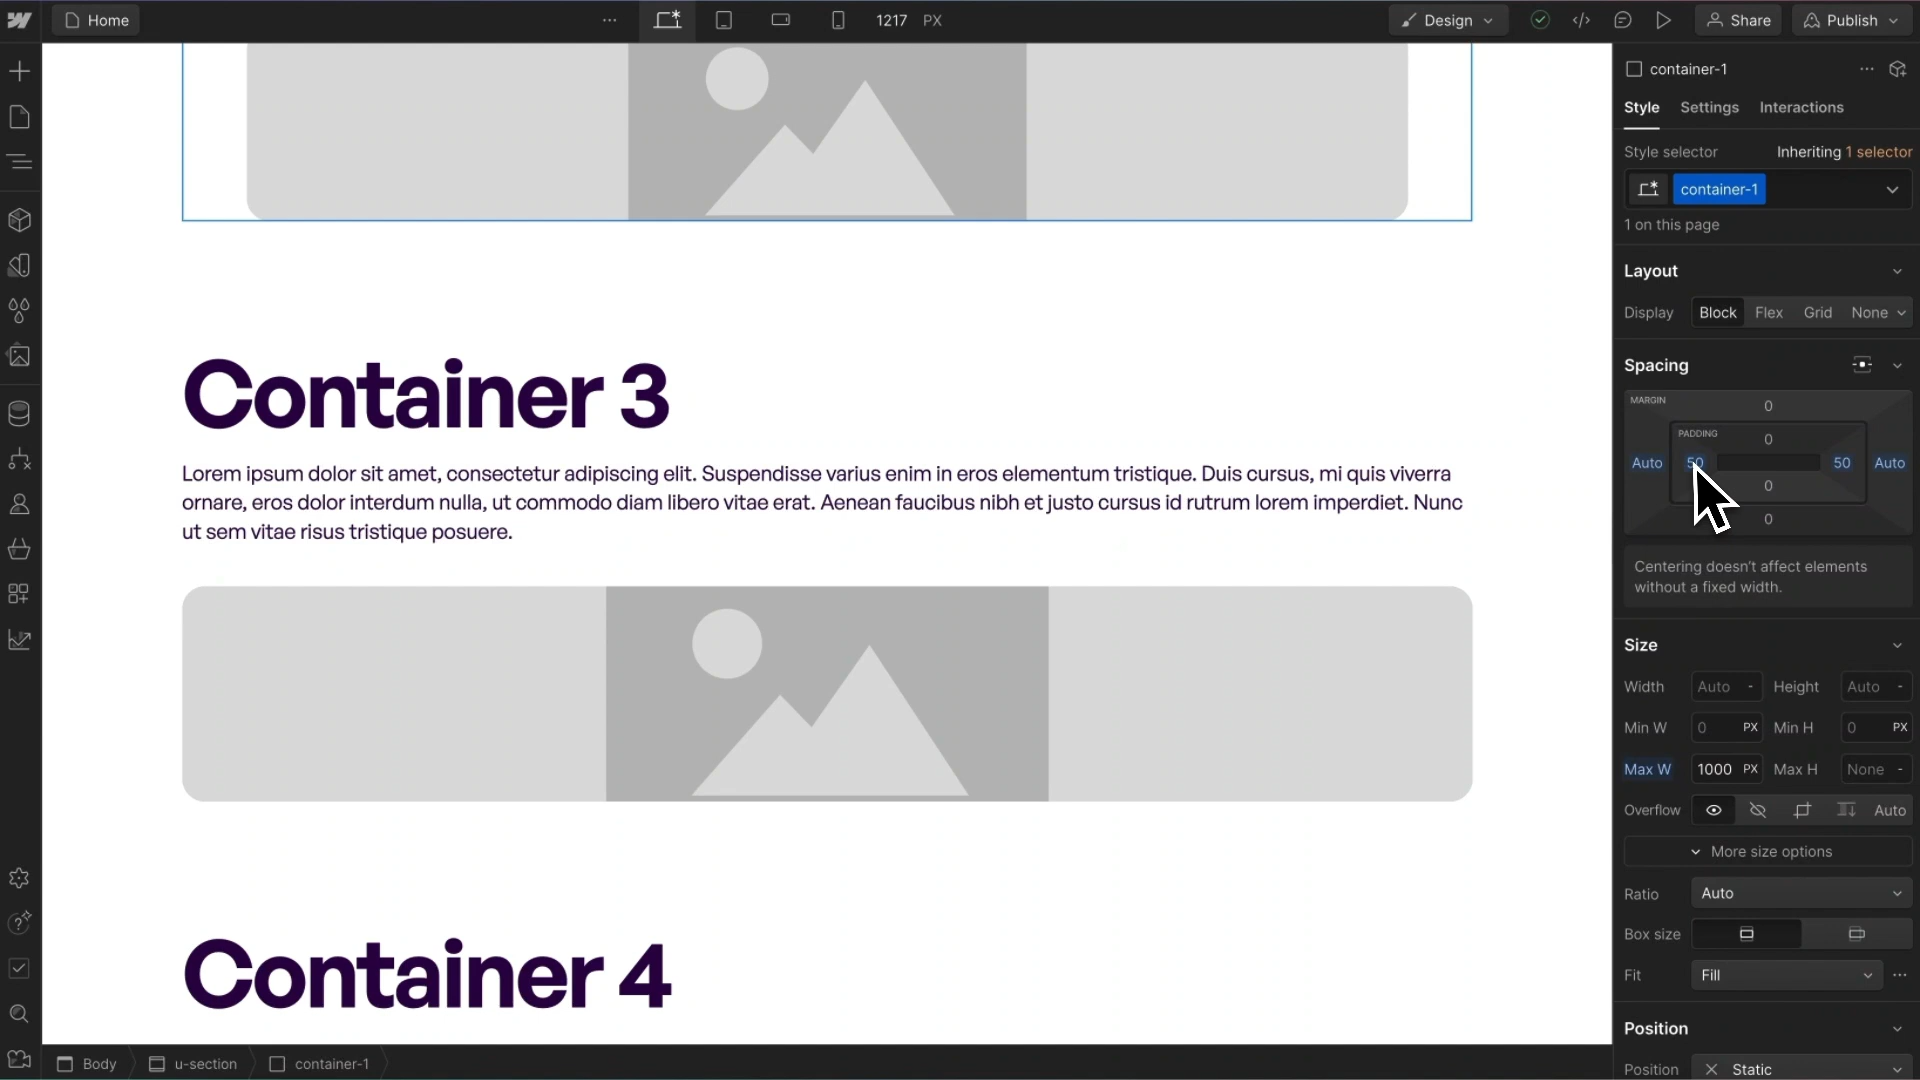 Home
1217 PX
Design
Share
Publish
container-1
Style Settings Interactions
Style selector
Inheriting 1 selector
container-1
1 on this page
Layout
Display Block Flex Grid None
Spacing
MARGIN
0
PADDING
0
Auto 50 50 Auto
0
0
Centering doesn't affect elements
without a fixed width.
Size
Width Auto - Height Auto -
Min W 0 PX Min H 0 PX
Max W 1000 PX Max H None -
Overflow Auto
More size options
Ratio Auto
Box size
Fit Fill
Position
Position Static
Container 3
Lorem ipsum dolor sit amet, consectetur adipiscing elit. Suspendisse varius enim in eros elementum tristique. Duis cursus, mi quis viverra
ornare, eros dolor interdum nulla, ut commodo diam libero vitae erat. Aenean faucibus nibh et justo cursus id rutrum lorem imperdiet. Nunc
ut sem vitae risus tristique posuere.
Container 4
Body u-section container-1